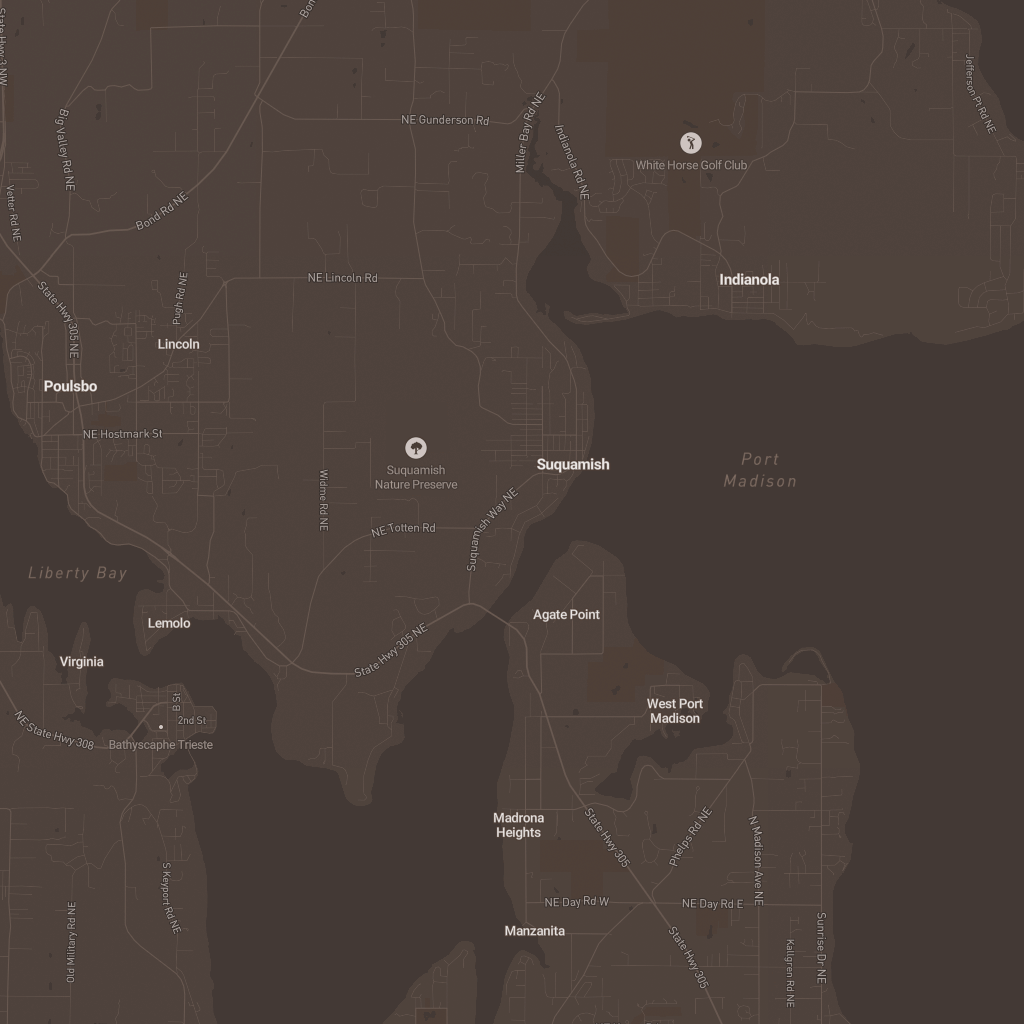 State Hwy 3 NW
Bon
Jefferson Pt Rd NE
Big Valley Rd NE
NE Gunderson Rd
Miller Bay Rd NE
Indianola Rd NE
White Horse Golf Club
Vetter Rd NE
Bond Rd NE
NE Lincoln Rd
Indianola
State Hwy 305 NE
Pugh Rd NE
Lincoln
Poulsbo
NE Hostmark St
Suquamish
Nature Preserve
Suquamish
Port
Madison
Widme Rd NE
NE Totten Rd
Suquamish Way NE
Liberty Bay
Lemolo
Agate Point
State Hwy 305 NE
Virginia
B St
2nd St
NE State Hwy 308
Bathyscaphe Trieste
West Port
Madison
Madrona
Heights
State Hwy 305
Phelps Rd NE
N Madison Ave NE
S Keyport Rd NE
Old Military Rd NE
NE Day Rd W
NE Day Rd E
Manzanita
State Hwy 305
Kallgren Rd NE
Sunrise Dr NE